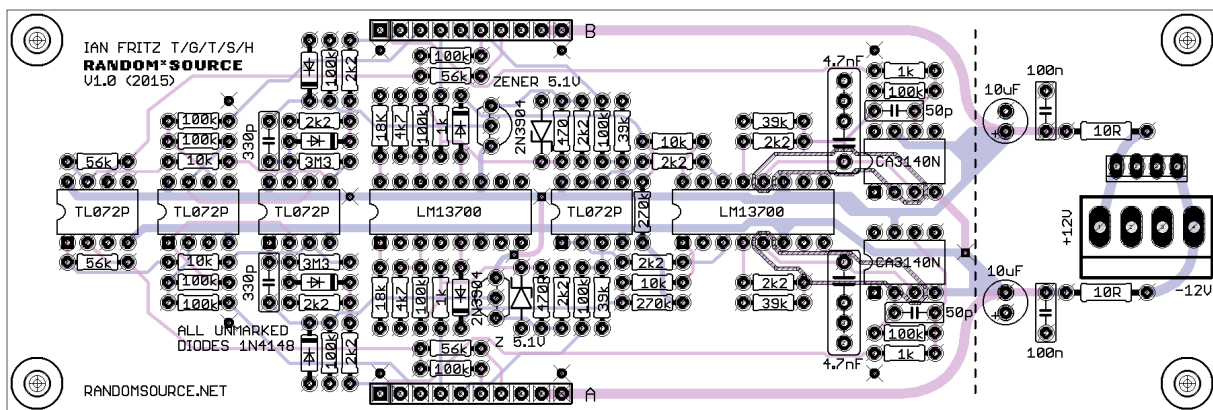 IAN FRITZ T/G/T/S/H
RANDOM*SOURCE
V1.0 (2015)
B
100k
2k2
100k
56k
ZENER 5.1V
4.7nF
1k
100k
50p
10uF
100n
+
10R
100k
100k
10k
330p
2k2
3M3
18K
4k7
100k
1k
2N3904
470
2k2
100k
39k
10k
2k2
39k
2k2
CA3140N
56k
TL072P
TL072P
TL072P
LM13700
TL072P
270k
LM13700
+12V
56k
10k
100k
100k
330p
3M3
2k2
18k
4k7
100k
1k
2N3904
470R
2k2
100k
39k
2k2
10k
270k
2k2
39k
CA3140N
50p
10uF
+
10R
-12V
100n
ALL UNMARKED
DIODES 1N4148
100k
2k2
56k
100k
Z 5.1V
4.7nF
100k
1k
RANDOMSOURCE.NET
A